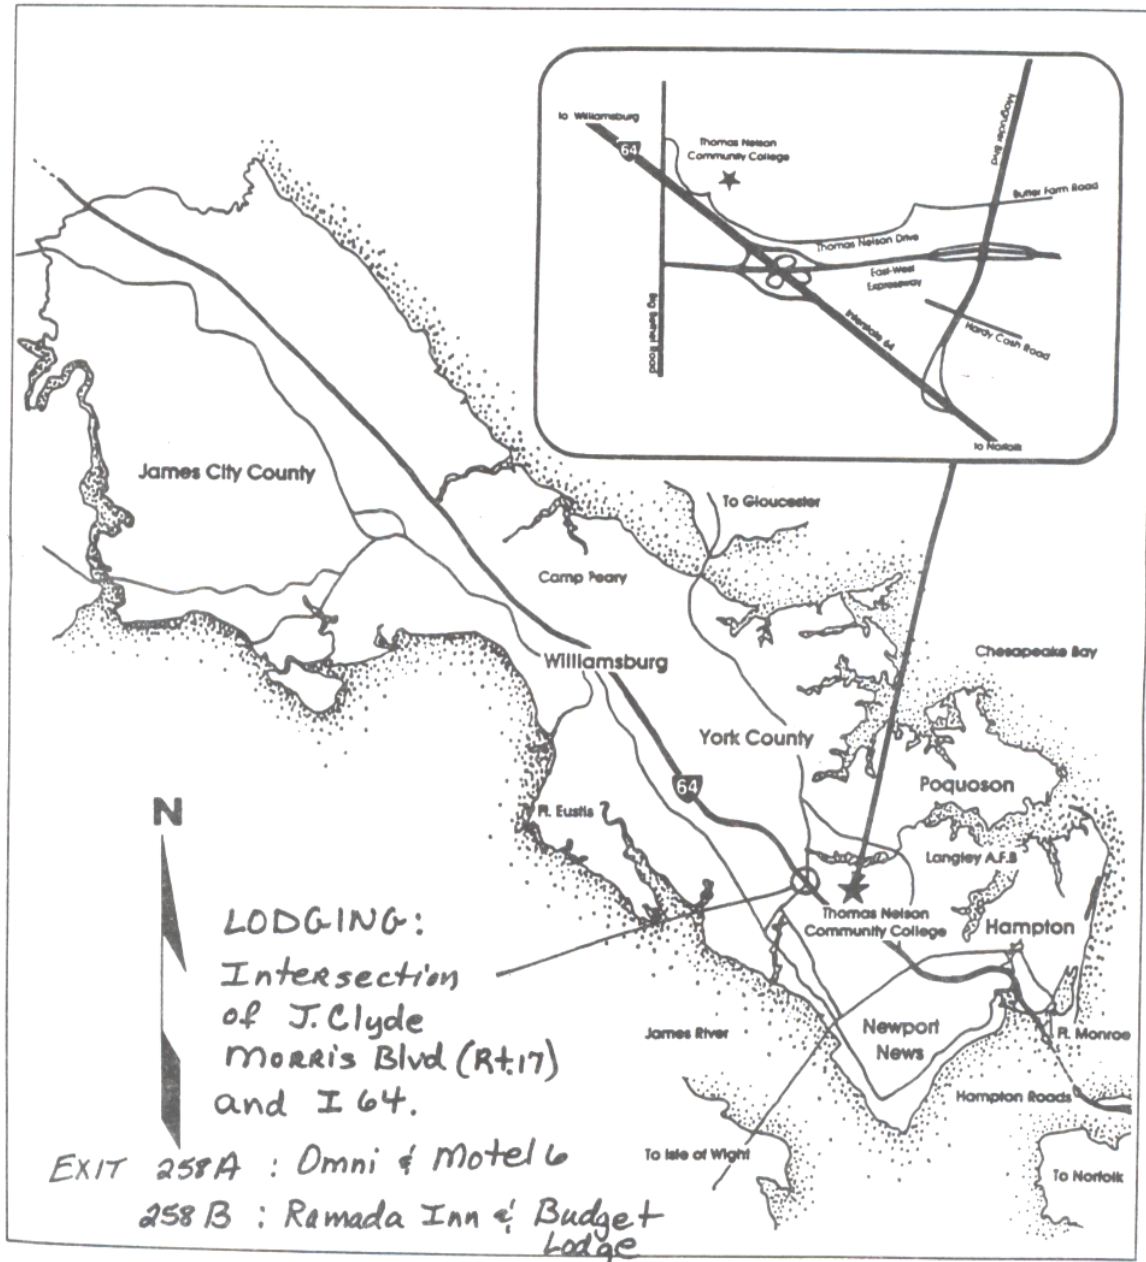 to Williamsburg
64
Thomas Nelson
Community College
Magruder Blvd
Butler Farm Road
Thomas Nelson Drive
East-West
Expressway
Big Bethel Road
Interstate 64
Hardy Cash Road
to Norfolk
James City County
To Gloucester
Camp Peary
Chesapeake Bay
Williamsburg
York County
64
Poquoson
Ft. Eustis
Langley A.F.B
N
Thomas Nelson
Community College
Hampton
LODGING:
Intersection
of J. Clyde
MORRIS Blvd (Rt.17)
and I 64.
James River
Newport
News
Ft. Monroe
Hampton Roads
To Isle of Wight
To Norfolk
EXIT 258A : Omni & Motel 6
258B : Ramada Inn & Budget
Lodge